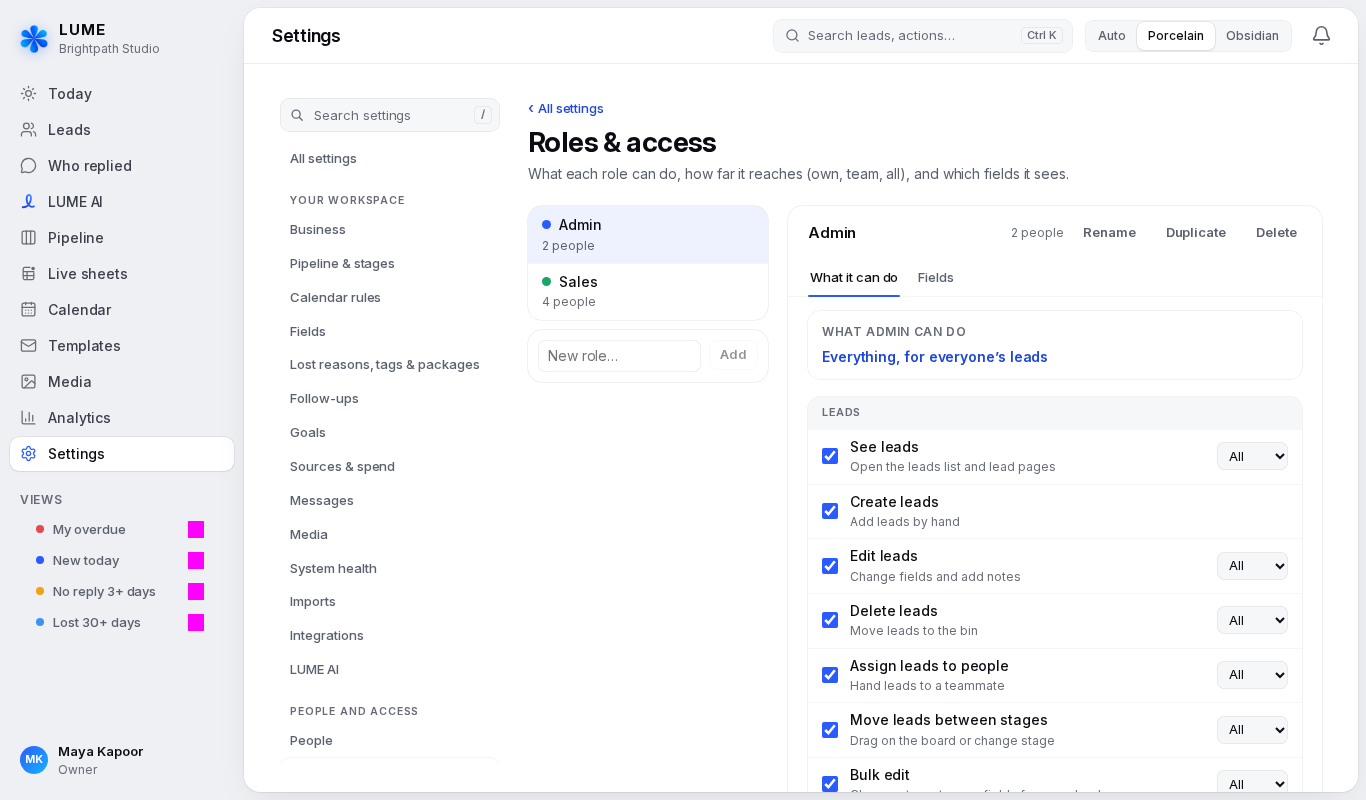 LUME
Brightpath Studio
Today
Leads
Who replied
LUME AI
Pipeline
Live sheets
Calendar
Templates
Media
Analytics
Settings
VIEWS
My overdue
New today
No reply 3+ days
Lost 30+ days
MK
Maya Kapoor
Owner
Settings
Search leads, actions…
Ctrl K
Auto
Porcelain
Obsidian
Search settings
/
All settings
YOUR WORKSPACE
Business
Pipeline & stages
Calendar rules
Fields
Lost reasons, tags & packages
Follow-ups
Goals
Sources & spend
Messages
Media
System health
Imports
Integrations
LUME AI
PEOPLE AND ACCESS
People
‹ All settings
Roles & access
What each role can do, how far it reaches (own, team, all), and which fields it sees.
Admin
2 people
Sales
4 people
New role…
Add
Admin
2 people
Rename
Duplicate
Delete
What it can do
Fields
WHAT ADMIN CAN DO
Everything, for everyone’s leads
LEADS
See leads
Open the leads list and lead pages
All
Create leads
Add leads by hand
Edit leads
Change fields and add notes
All
Delete leads
Move leads to the bin
All
Assign leads to people
Hand leads to a teammate
All
Move leads between stages
Drag on the board or change stage
All
Bulk edit
All